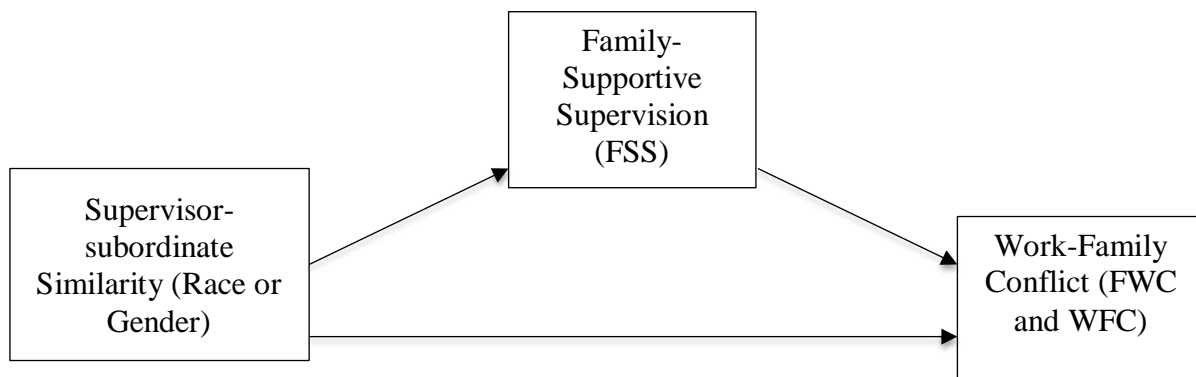 Family-
Supportive
Supervision
(FSS)
Supervisor-
subordinate
Similarity (Race or
Gender)
Work-Family
Conflict (FWC
and WFC)